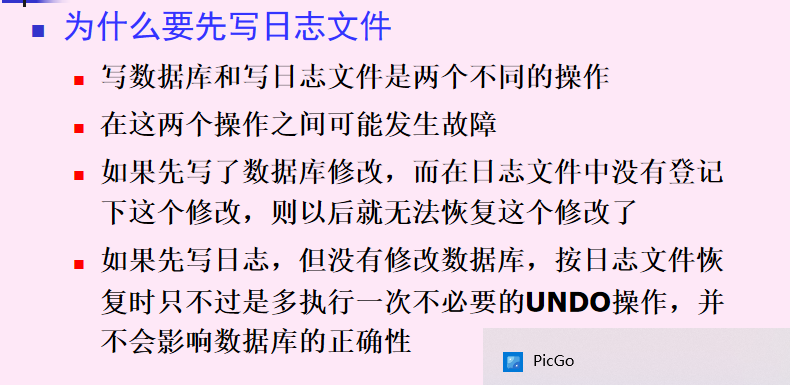 为什么要先写日志文件
写数据库和写日志文件是两个不同的操作
在这两个操作之间可能发生故障
如果先写了数据库修改，而在日志文件中没有登记
下这个修改，则以后就无法恢复这个修改了
如果先写日志，但没有修改数据库，按日志文件恢
复时只不过是多执行一次不必要的UNDO操作，并
不会影响数据库的正确性
PicGo